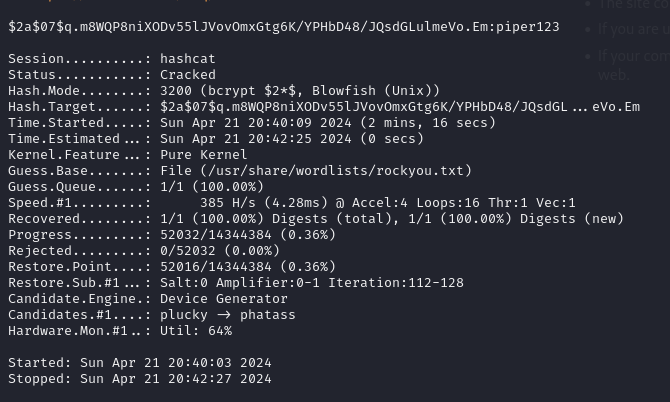 The site co
If you are u
If your con
web.
$2a$07$q.m8WQP8niXODv55lJVovOmxGtg6K/YPHbD48/JQsdGLulmeVo.Em:piper123
Session..........: hashcat
Status...........: Cracked
Hash.Mode........: 3200 (bcrypt $2*$, Blowfish (Unix))
Hash.Target......: $2a$07$q.m8WQP8niXODv55lJVovOmxGtg6K/YPHbD48/JQsdGL...eVo.Em
Time.Started.....: Sun Apr 21 20:40:09 2024 (2 mins, 16 secs)
Time.Estimated...: Sun Apr 21 20:42:25 2024 (0 secs)
Kernel.Feature...: Pure Kernel
Guess.Base.......: File (/usr/share/wordlists/rockyou.txt)
Guess.Queue......: 1/1 (100.00%)
Speed.#1.........:      385 H/s (4.28ms) @ Accel:4 Loops:16 Thr:1 Vec:1
Recovered........: 1/1 (100.00%) Digests (total), 1/1 (100.00%) Digests (new)
Progress.........: 52032/14344384 (0.36%)
Rejected.........: 0/52032 (0.00%)
Restore.Point....: 52016/14344384 (0.36%)
Restore.Sub.#1...: Salt:0 Amplifier:0-1 Iteration:112-128
Candidate.Engine.: Device Generator
Candidates.#1....: plucky -> phatass
Hardware.Mon.#1..: Util: 64%
Started: Sun Apr 21 20:40:03 2024
Stopped: Sun Apr 21 20:42:27 2024